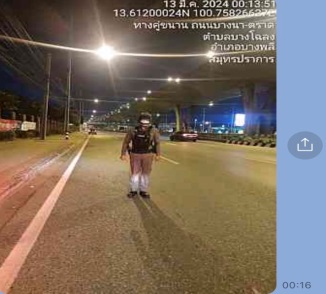 13 มี.ค. 2024 00:13:51
13.61200024N 100.75826627E
ทางคู่ขนาน ถนนบางนา-ตราด
ตำบลบางโฉลง
อำเภอบางพลี
สมุทรปราการ
00:16